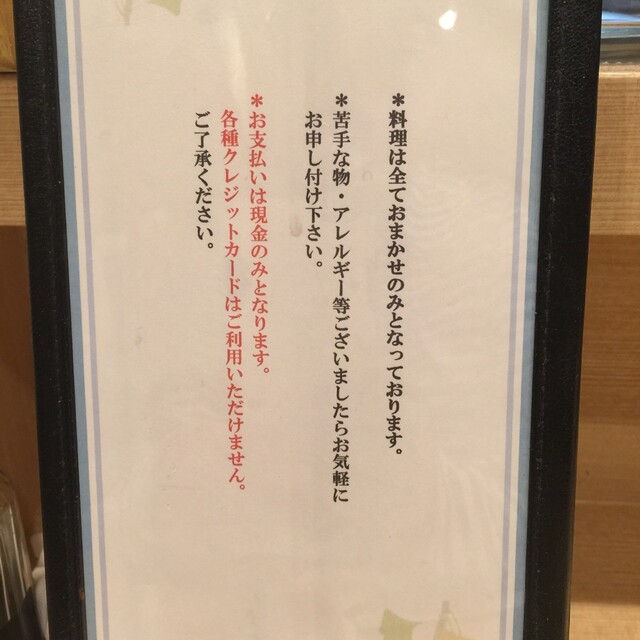 ＊料理は全ておまかせのみとなっております。
＊苦手な物・アレルギー等ございましたらお気軽に
お申し付け下さい。
＊お支払いは現金のみとなります。
各種クレジットカードはご利用いただけません。
ご了承ください。